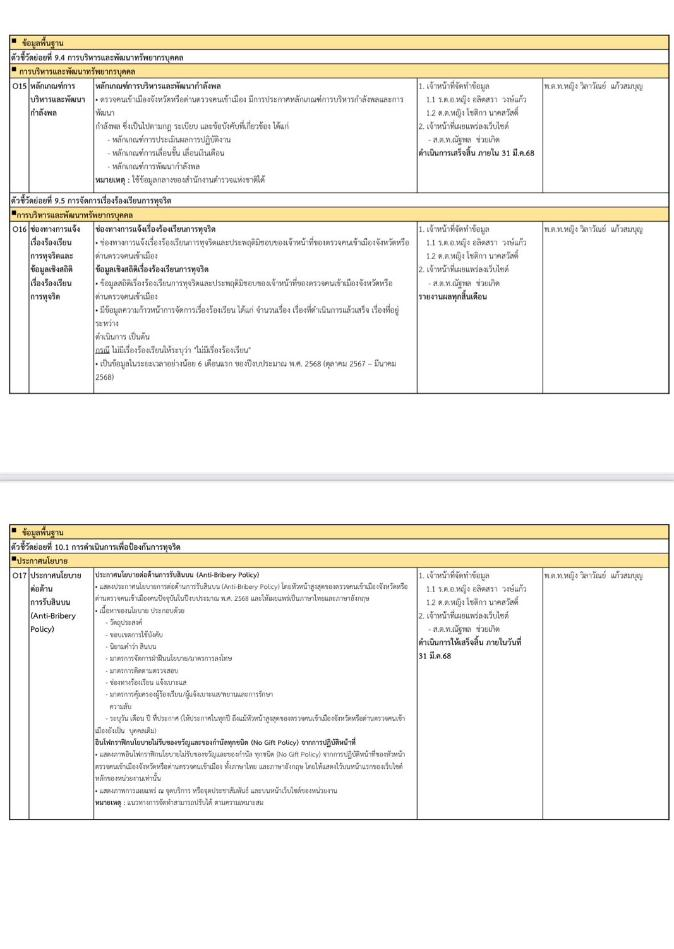 ▪ ข้อมูลพื้นฐาน
ตัวชี้วัดย่อยที่ 9.4 การบริหารและพัฒนาทรัพยากรบุคคล
▪ การบริหารและพัฒนาทรัพยากรบุคคล
O15 หลักเกณฑ์การ
บริหารและพัฒนา
กำลังพล
หลักเกณฑ์การบริหารและพัฒนากำลังพล
• ตรวจคนเข้าเมืองจังหวัดหรือด่านตรวจคนเข้าเมือง มีการประกาศหลักเกณฑ์การบริหารกำลังพลและการ
พัฒนา
กำลังพล ซึ่งเป็นไปตามกฎ ระเบียบ และข้อบังคับที่เกี่ยวข้อง ได้แก่
- หลักเกณฑ์การประเมินผลการปฏิบัติงาน
- หลักเกณฑ์การเลื่อนขั้น เลื่อนเงินเดือน
- หลักเกณฑ์การพัฒนากำลังพล
หมายเหตุ : ใช้ข้อมูลกลางของสำนักงานตำรวจแห่งชาติได้
1. เจ้าหน้าที่จัดทำข้อมูล
1.1 ร.ต.อ.หญิง อลิตสรา วงษ์แก้ว
1.2 ด.ต.หญิง โชติกา นาคสวัสดิ์
2. เจ้าหน้าที่เผยแพร่ลงเว็บไซต์
- ส.ต.ท.ณัฐพล ช่วยเกิด
ดำเนินการเสร็จสิ้น ภายใน 31 มี.ค.68
พ.ต.ท.หญิง วิลาวัณย์ แก้วสมบุญ
ตัวชี้วัดย่อยที่ 9.5 การจัดการเรื่องร้องเรียนการทุจริต
▪การบริหารและพัฒนาทรัพยากรบุคคล
O16 ช่องทางการแจ้ง
เรื่องร้องเรียน
การทุจริตและ
ข้อมูลเชิงสถิติ
เรื่องร้องเรียน
การทุจริต
ช่องทางการแจ้งเรื่องร้องเรียนการทุจริต
• ช่องทางการแจ้งเรื่องร้องเรียนการทุจริตและประพฤติมิชอบของเจ้าหน้าที่ของตรวจคนเข้าเมืองจังหวัดหรือ
ด่านตรวจคนเข้าเมือง
ข้อมูลเชิงสถิติเรื่องร้องเรียนการทุจริต
• ข้อมูลสถิติเรื่องร้องเรียนการทุจริตและประพฤติมิชอบของเจ้าหน้าที่ของตรวจคนเข้าเมืองจังหวัดหรือ
ด่านตรวจคนเข้าเมือง
• มีข้อมูลความก้าวหน้าการจัดการเรื่องร้องเรียน ได้แก่ จำนวนเรื่อง เรื่องที่ดำเนินการแล้วเสร็จ เรื่องที่อยู่
ระหว่าง
ดำเนินการ เป็นต้น
กรณี ไม่มีเรื่องร้องเรียนให้ระบุว่า "ไม่มีเรื่องร้องเรียน"
• เป็นข้อมูลในระยะเวลาอย่างน้อย 6 เดือนแรก ของปีงบประมาณ พ.ศ. 2568 (ตุลาคม 2567 – มีนาคม
2568)
1. เจ้าหน้าที่จัดทำข้อมูล
1.1 ร.ต.อ.หญิง อลิตสรา วงษ์แก้ว
1.2 ด.ต.หญิง โชติกา นาคสวัสดิ์
2. เจ้าหน้าที่เผยแพร่ลงเว็บไซต์
- ส.ต.ท.ณัฐพล ช่วยเกิด
รายงานผลทุกสิ้นเดือน
พ.ต.ท.หญิง วิลาวัณย์ แก้วสมบุญ
▪ ข้อมูลพื้นฐาน
ตัวชี้วัดย่อยที่ 10.1 การดำเนินการเพื่อป้องกันการทุจริต
▪ประกาศนโยบาย
O17 ประกาศนโยบาย
ต่อต้าน
การรับสินบน
(Anti-Bribery
Policy)
ประกาศนโยบายต่อต้านการรับสินบน (Anti-Bribery Policy)
• แสดงประกาศนโยบายการต่อต้านการรับสินบน (Anti-Bribery Policy) โดยหัวหน้าสูงสุดของตรวจคนเข้าเมืองจังหวัดหรือ
ด่านตรวจคนเข้าเมืองคนปัจจุบันในปีงบประมาณ พ.ศ. 2568 และให้เผยแพร่เป็นภาษาไทยและภาษาอังกฤษ
• เนื้อหาของนโยบาย ประกอบด้วย
- วัตถุประสงค์
- ขอบเขตการใช้บังคับ
- นิยามคำว่า สินบน
- มาตรการจัดการฝ่าฝืนนโยบาย/มาตรการลงโทษ
- มาตรการติดตามตรวจสอบ
- ช่องทางร้องเรียน แจ้งเบาะแส
- มาตรการคุ้มครองผู้ร้องเรียน/ผู้แจ้งเบาะแส/พยานและการรักษา
ความลับ
- ระบุวัน เดือน ปี ที่ประกาศ (ให้ประกาศในทุกปี ถึงแม้หัวหน้าสูงสุดของตรวจคนเข้าเมืองจังหวัดหรือด่านตรวจคนเข้า
เมืองยังเป็น บุคคลเดิม)
อินโฟกราฟิกนโยบายไม่รับของขวัญและของกำนัลทุกชนิด (No Gift Policy) จากการปฏิบัติหน้าที่
• แสดงภาพอินโฟกราฟิกนโยบายไม่รับของขวัญและของกำนัล ทุกชนิด (No Gift Policy) จากการปฏิบัติหน้าที่ของหัวหน้า
ตรวจคนเข้าเมืองจังหวัดหรือด่านตรวจคนเข้าเมือง ทั้งภาษาไทย และภาษาอังกฤษ โดยให้แสดงไว้บนหน้าแรกของเว็บไซต์
หลักของหน่วยงานเท่านั้น
• แสดงภาพการเผยแพร่ ณ จุดบริการ หรือจุดประชาสัมพันธ์ และบนหน้าเว็บไซต์ของหน่วยงาน
หมายเหตุ : แนวทางการจัดทำสามารถปรับได้ ตามความเหมาะสม
1. เจ้าหน้าที่จัดทำข้อมูล
1.1 ร.ต.อ.หญิง อลิตสรา วงษ์แก้ว
1.2 ด.ต.หญิง โชติกา นาคสวัสดิ์
2. เจ้าหน้าที่เผยแพร่ลงเว็บไซต์
- ส.ต.ท.ณัฐพล ช่วยเกิด
ดำเนินการให้เสร็จสิ้น ภายในวันที่
31 มี.ค.68
พ.ต.ท.หญิง วิลาวัณย์ แก้วสมบุญ